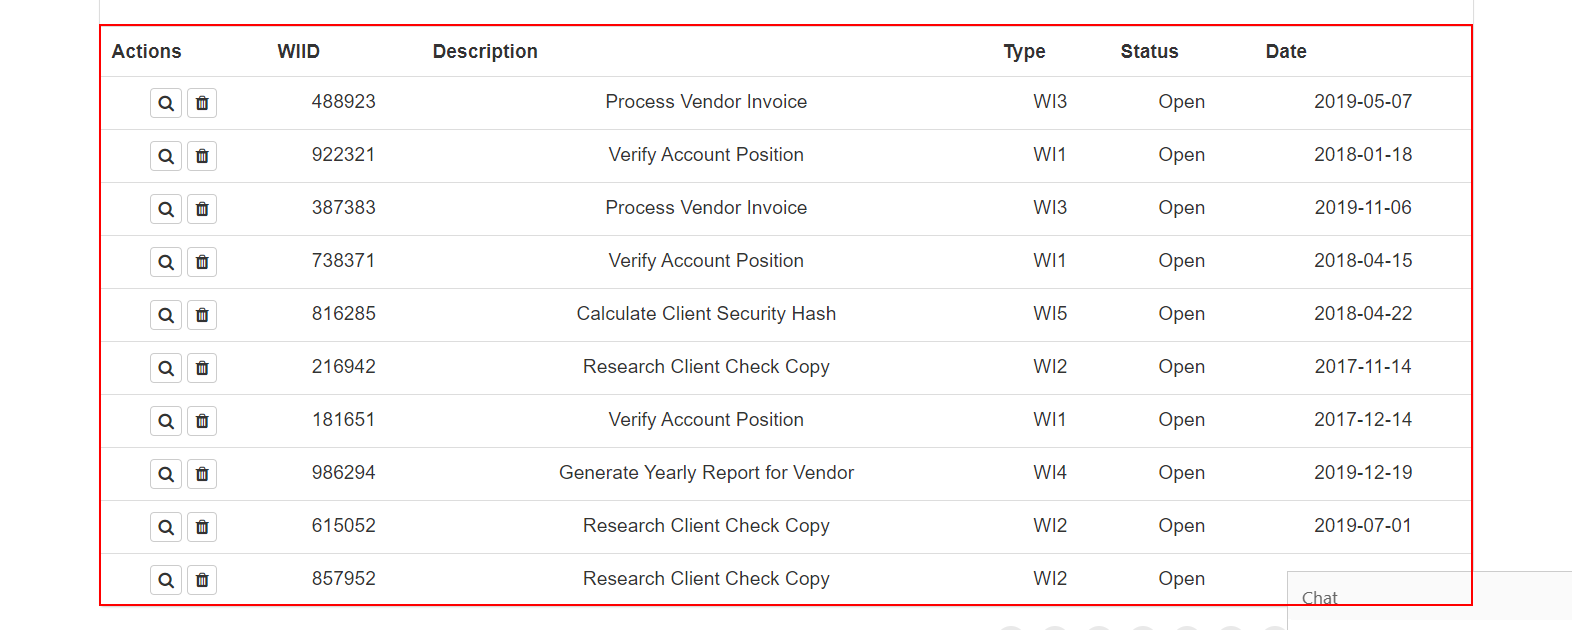 Actions WIID Description Type Status Date
488923 Process Vendor Invoice WI3 Open 2019-05-07
922321 Verify Account Position WI1 Open 2018-01-18
387383 Process Vendor Invoice WI3 Open 2019-11-06
738371 Verify Account Position WI1 Open 2018-04-15
816285 Calculate Client Security Hash WI5 Open 2018-04-22
216942 Research Client Check Copy WI2 Open 2017-11-14
181651 Verify Account Position WI1 Open 2017-12-14
986294 Generate Yearly Report for Vendor WI4 Open 2019-12-19
615052 Research Client Check Copy WI2 Open 2019-07-01
857952 Research Client Check Copy WI2 Open
Chat